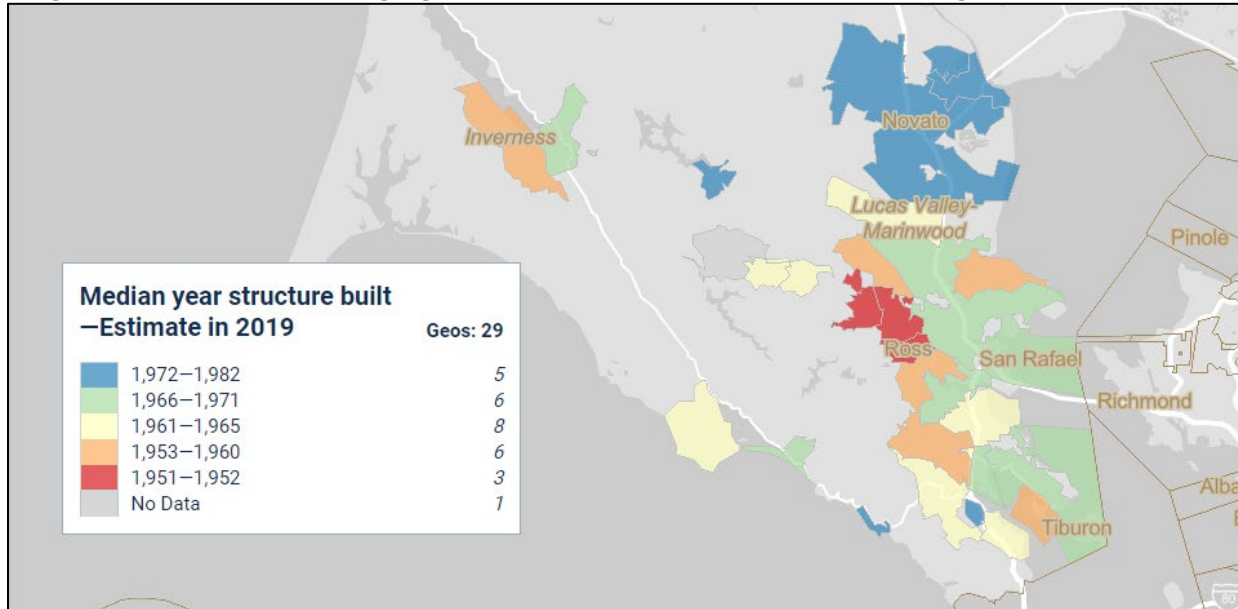 Novato
Inverness
Lucas Valley-
Marinwood
Pinole
Median year structure built
—Estimate in 2019 Geos: 29
1,972—1,982 5
1,966—1,971 6
1,961—1,965 8
1,953—1,960 6
1,951—1,952 3
No Data 1
Ross
San Rafael
Richmond
Alba
Tiburon
80